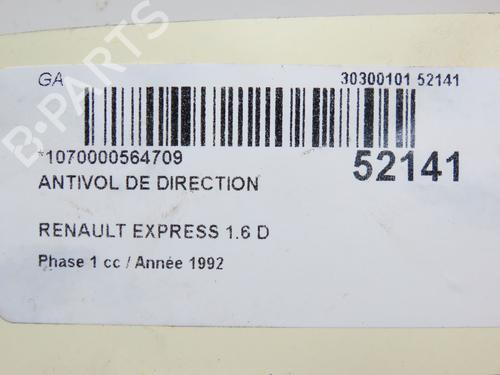 GA
30300101 52141
B-PARTS
*1070000564709
52141
ANTIVOL DE DIRECTION
RENAULT EXPRESS 1.6 D
Phase 1 cc / Année 1992